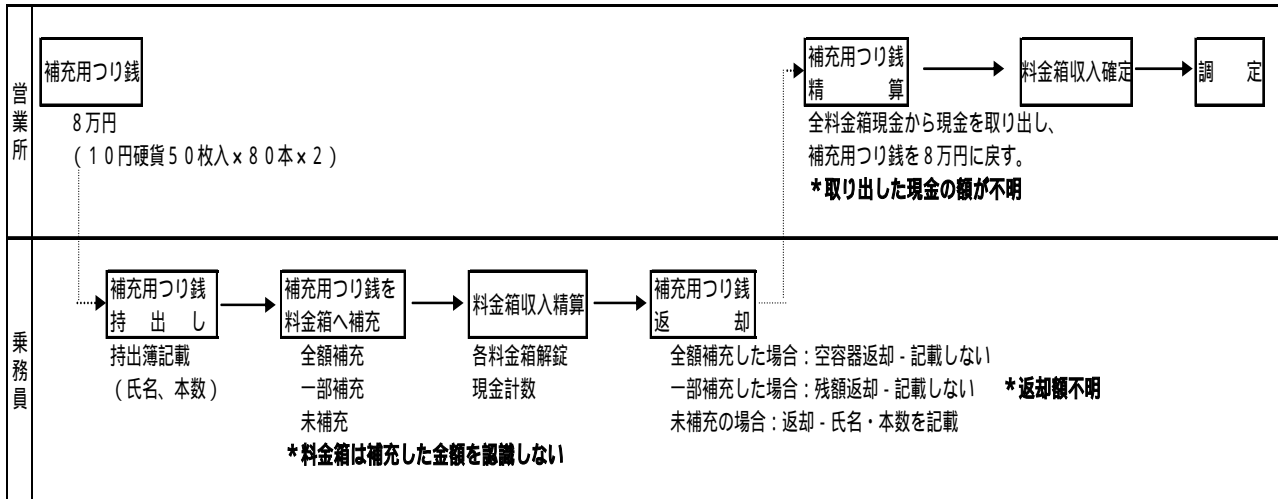 営業所
補充用つり銭
8万円
(10円硬貨50枚入×80本×2)
補充用つり銭
精　算
全料金箱現金から現金を取り出し、
補充用つり銭を8万円に戻す。
*取り出した現金の額が不明
料金箱収入確定
調　定
乗務員
補充用つり銭
持　出　し
持出簿記載
(氏名、本数)
補充用つり銭を
料金箱へ補充
全額補充
一部補充
未補充
*料金箱は補充した金額を認識しない
料金箱収入精算
各料金箱解錠
現金計数
補充用つり銭
返　却
全額補充した場合:空容器返却-記載しない
一部補充した場合:残額返却-記載しない　*返却額不明
未補充の場合:返却-氏名・本数を記載